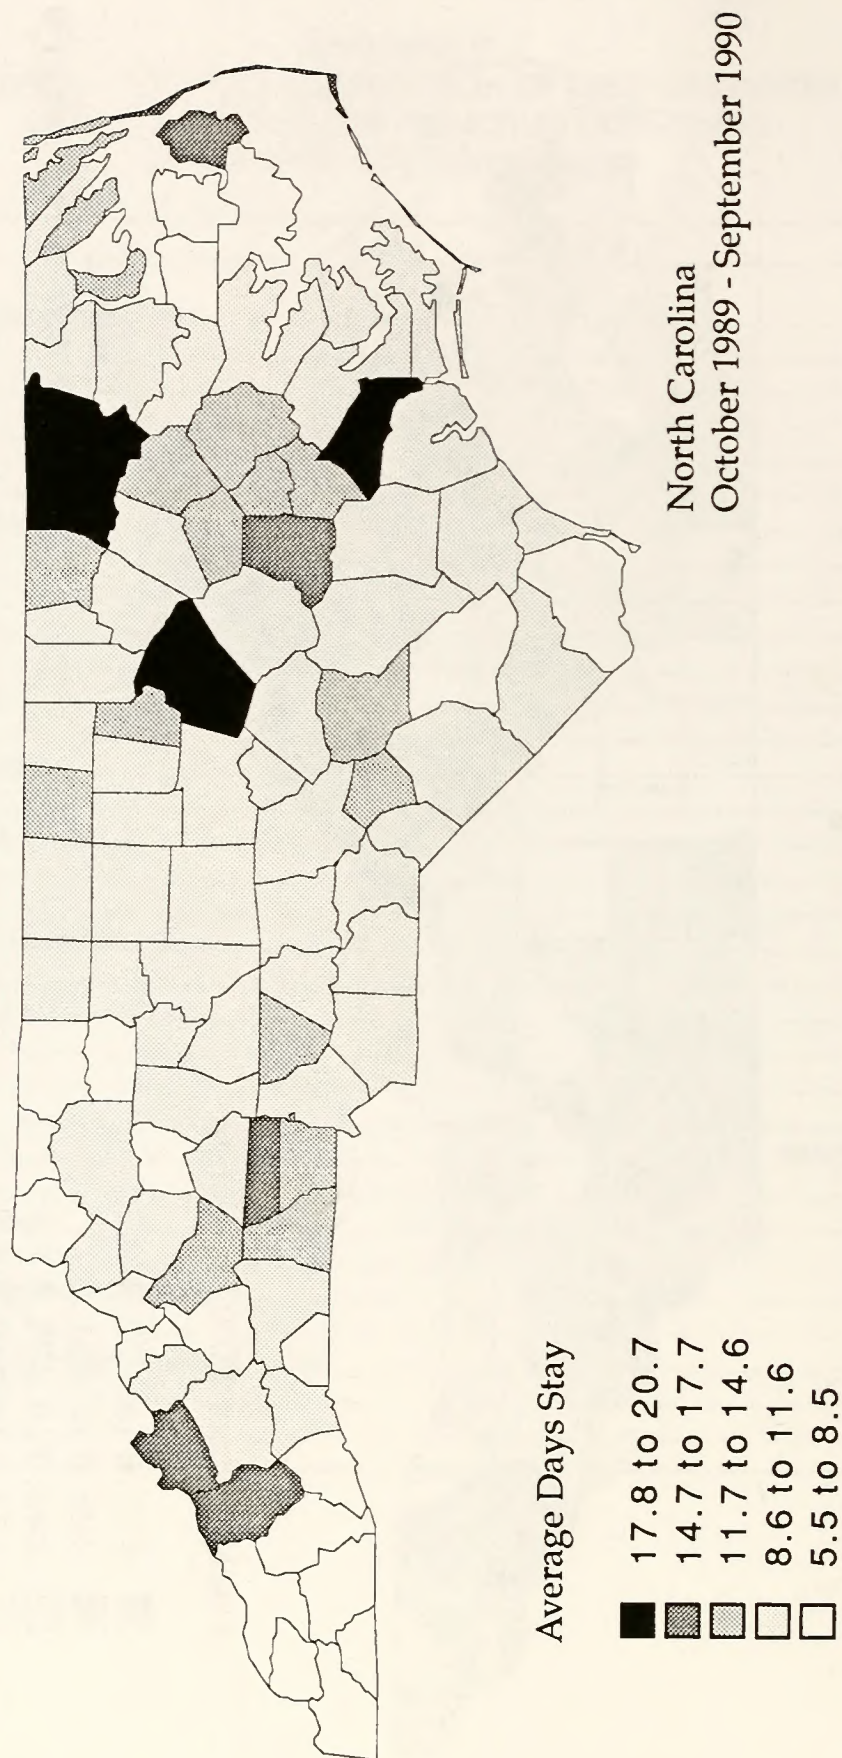 North Carolina
October 1989 - September 1990
Average Days Stay
17.8 to 20.7
14.7 to 17.7
11.7 to 14.6
8.6 to 11.6
5.5 to 8.5